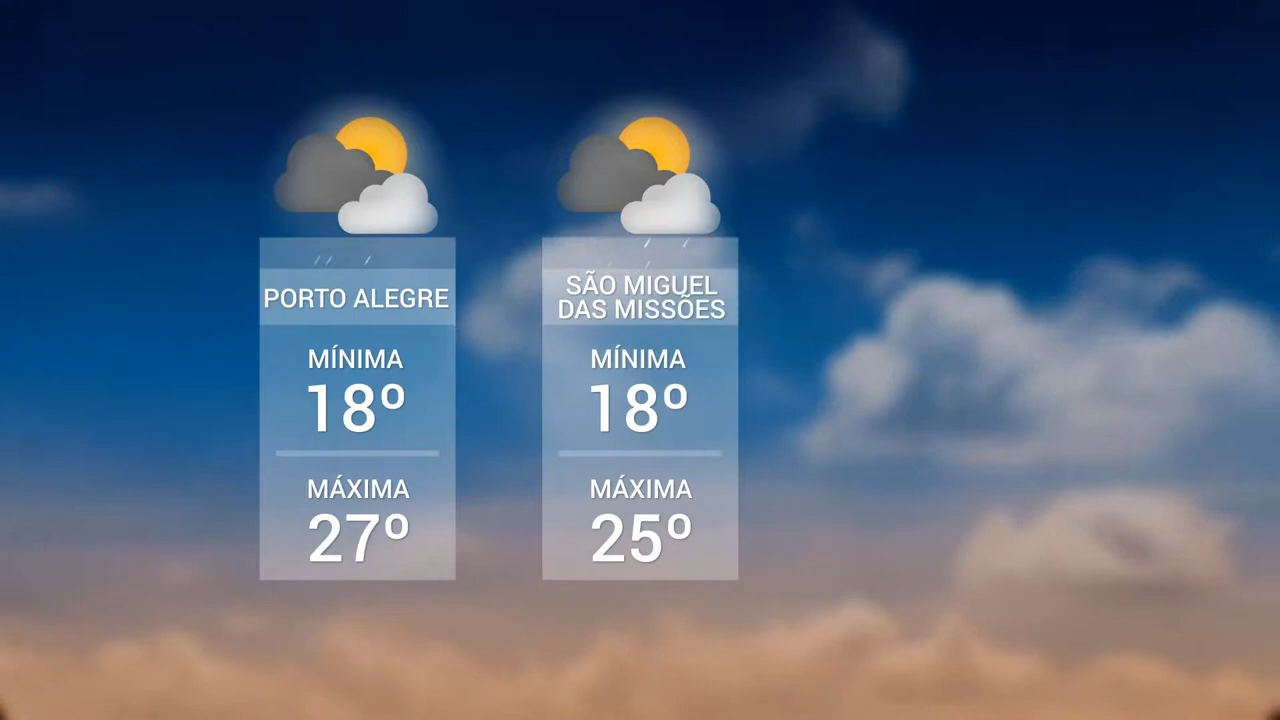 PORTO ALEGRE
MÍNIMA
18º
MÁXIMA
27º
SÃO MIGUEL
DAS MISSÕES
MÍNIMA
18º
MÁXIMA
25º